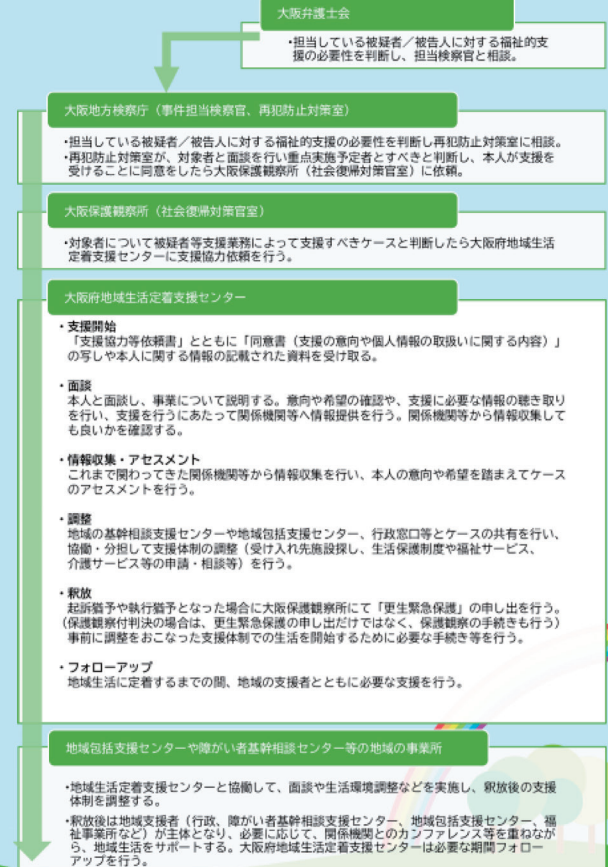 大阪弁護士会
・担当している被疑者／被告人に対する福祉的支
援の必要性を判断し、担当検察官と相談。
大阪地方検察庁（事件担当検察官、再犯防止対策室）
・担当している被疑者／被告人に対する福祉的支援の必要性を判断し再犯防止対策室に相談。
・再犯防止対策室が、対象者と面談を行い重点実施予定者とすべきと判断し、本人が支援を
受けることに同意をしたら大阪保護観察所（社会復帰対策官室）に依頼。
大阪保護観察所（社会復帰対策官室）
・対象者について被疑者等支援業務によって支援すべきケースと判断したら大阪府地域生活
定着支援センターに支援協力依頼を行う。
大阪府地域生活定着支援センター
・支援開始
「支援協力等依頼書」とともに「同意書（支援の意向や個人情報の取扱いに関する内容）」
の写しや本人に関する情報の記載された資料を受け取る。
・面談
本人と面談し、事業について説明する。意向や希望の確認や、支援に必要な情報の聴き取り
を行い、支援を行うにあたって関係機関等へ情報提供を行う。関係機関等から情報収集して
も良いかを確認する。
・情報収集・アセスメント
これまで関わってきた関係機関等から情報収集を行い、本人の意向や希望を踏まえてケース
のアセスメントを行う。
・調整
地域の基幹相談支援センターや地域包括支援センター、行政窓口等とケースの共有を行い、
協働・分担して支援体制の調整（受け入れ先施設探し、生活保護制度や福祉サービス、
介護サービス等の申請・相談等）を行う。
・釈放
起訴猶予や執行猶予となった場合に大阪保護観察所にて「更生緊急保護」の申し出を行う。
（保護観察付判決の場合は、更生緊急保護の申し出だけではなく、保護観察の手続きも行う）
事前に調整をおこなった支援体制での生活を開始するために必要な手続き等を行う。
・フォローアップ
地域生活に定着するまでの間、地域の支援者とともに必要な支援を行う。
地域包括支援センターや障がい者基幹相談センター等の地域の事業所
・地域生活定着支援センターと協働して、面談や生活環境調整などを実施し、釈放後の支援
体制を調整する。
・釈放後は地域支援者（行政、障がい者基幹相談支援センター、地域包括支援センター、福
祉事業所など）が主体となり、必要に応じて、関係機関とのカンファレンス等を重ねなが
ら、地域生活をサポートする。大阪府地域生活定着支援センターは必要な期間フォロー
アップを行う。